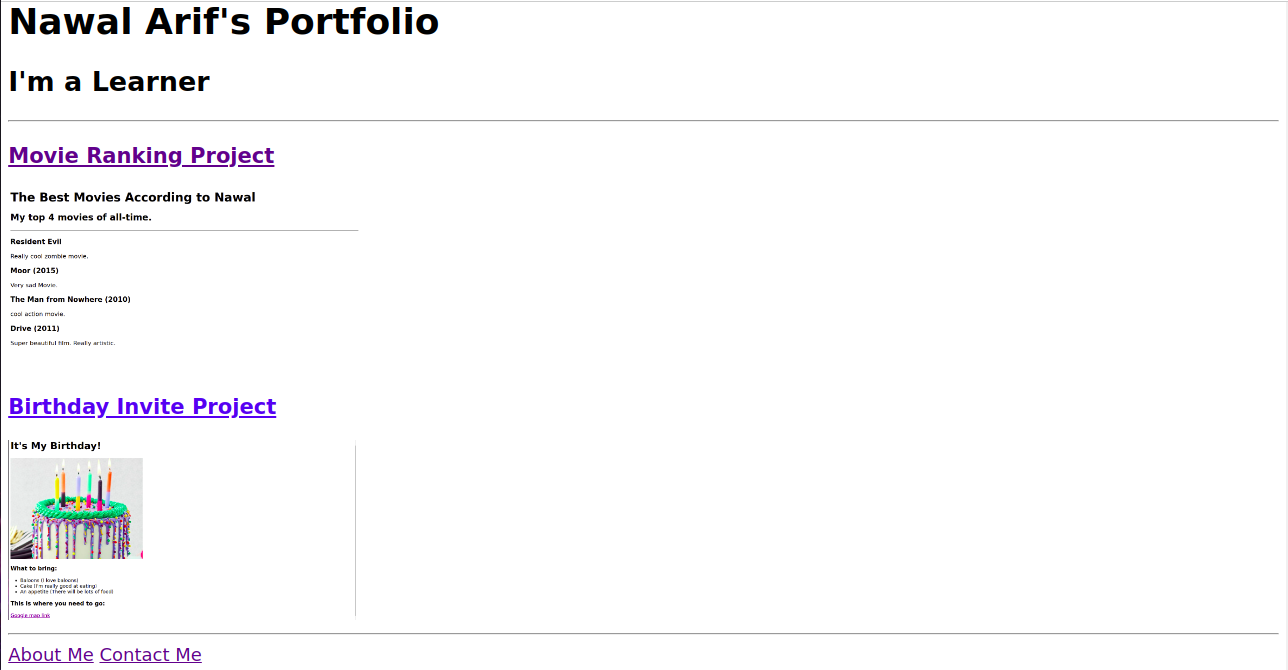 Nawal Arif's Portfolio
I'm a Learner
Movie Ranking Project
The Best Movies According to Nawal
My top 4 movies of all-time.
Resident Evil
Really cool zombie movie.
Moor (2015)
Very sad Movie.
The Man from Nowhere (2010)
cool action movie.
Drive (2011)
Super beautiful film. Really artistic.
Birthday Invite Project
It's My Birthday!
What to bring:
Baloons (I love baloons)
Cake (I'm really good at eating)
An appetite (There will be lots of food)
This is where you need to go:
Google map link
About Me Contact Me